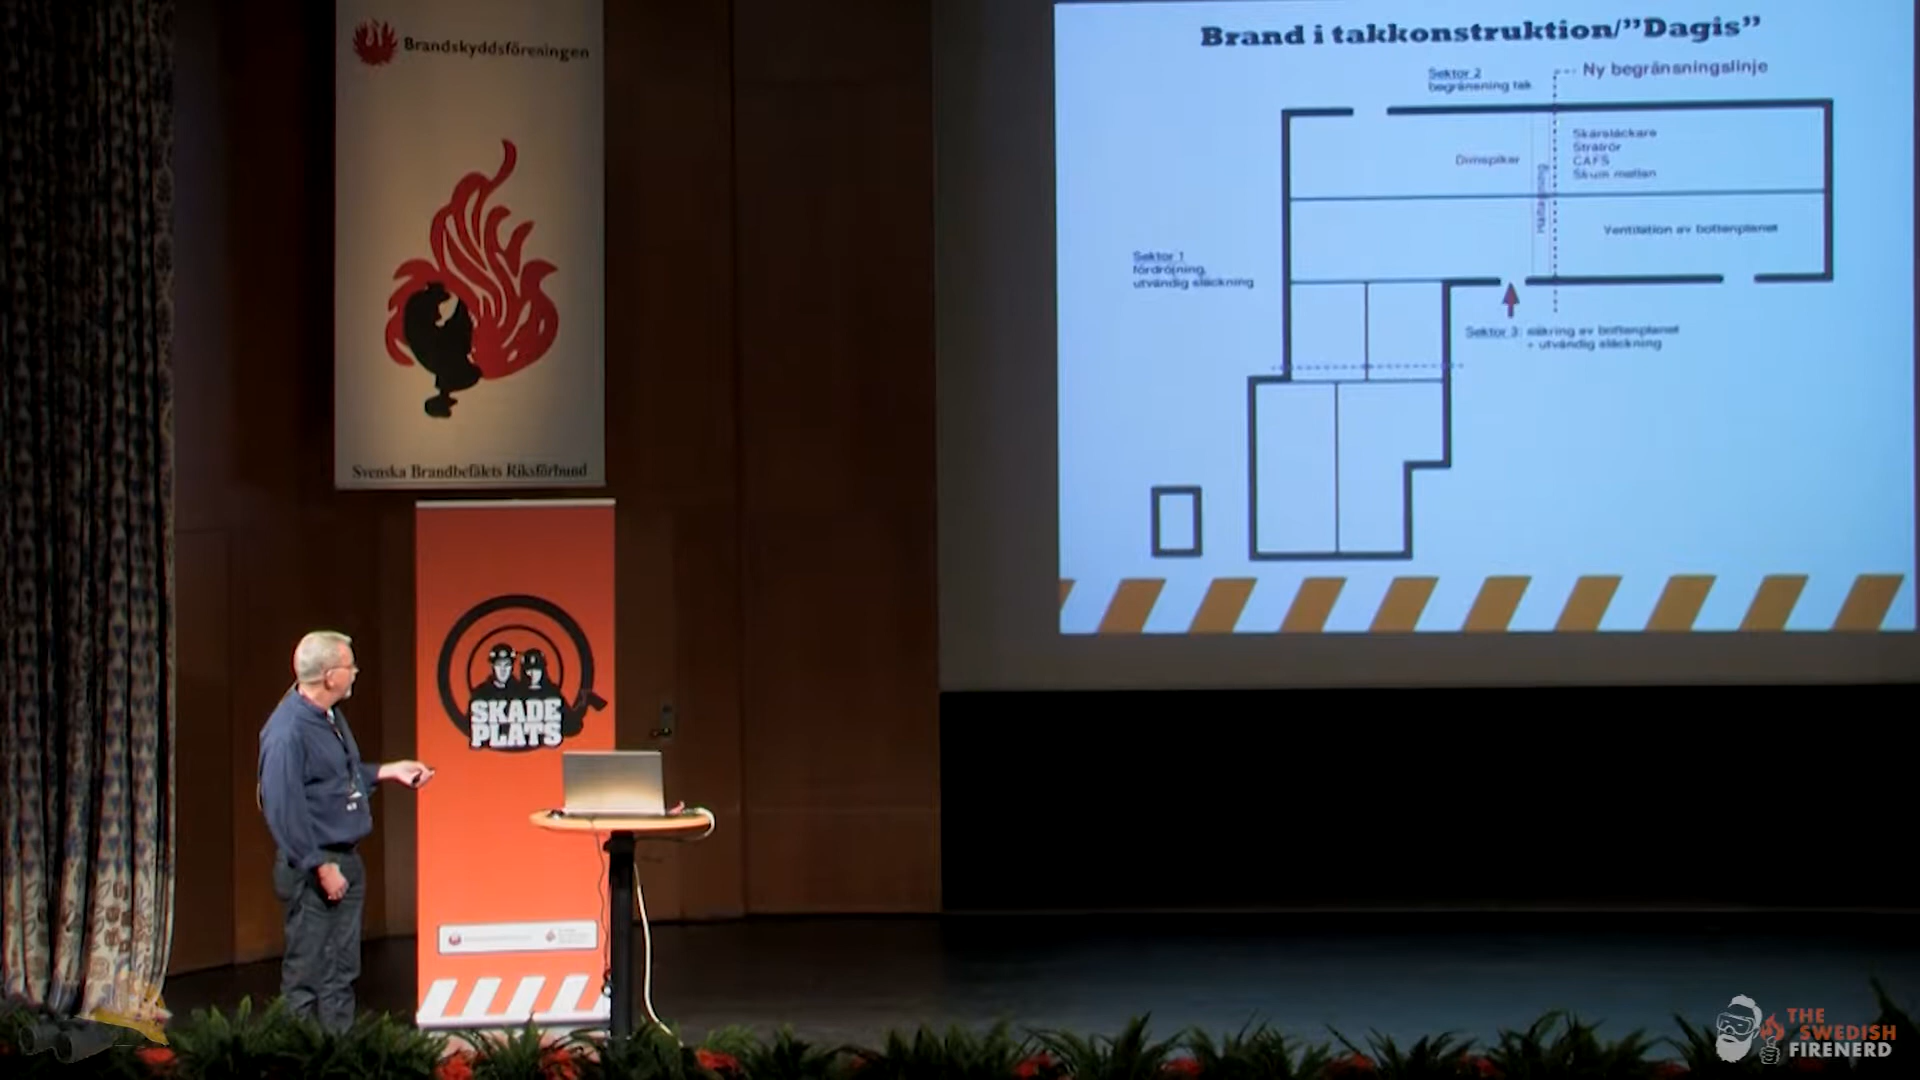 Brandskyddsföreningen
Svenska Brandbefälets Riksförbund
SKADE
PLATS
Brand i takkonstruktion/”Dagis”
Sektor 2
begränsning tak
Ny begränsningslinje
Skärsläckare
Strålrör
CAFS
Skum mellan
Dimspikar
Håltagning
Ventilation av bottenplanet
Sektor 1
fördröjning,
utvändig släckning
Sektor 3: säkring av bottenplanet
+ utvändig släckning
THE
SWEDISH
FIRENERD